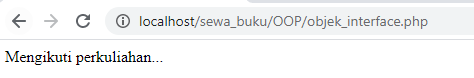 localhost/sewa_buku/OOP/objek_interface.php
Mengikuti perkuliahan...